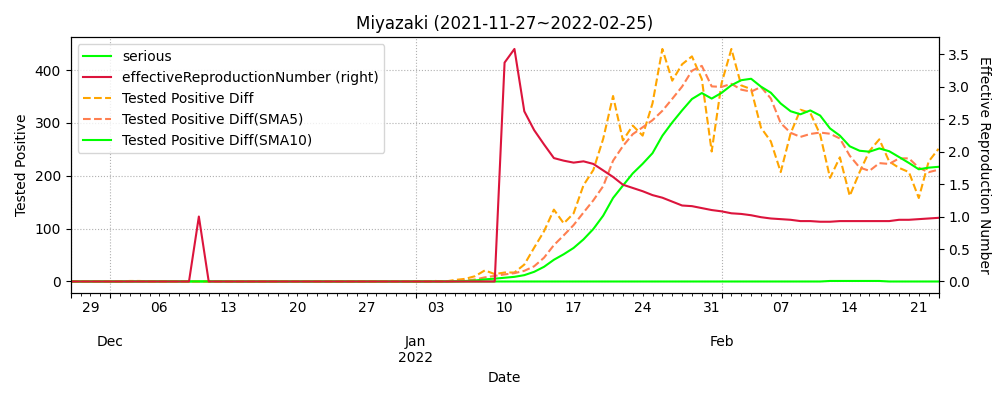 Miyazaki (2021-11-27~2022-02-25)
serious
effectiveReproductionNumber (right)
Tested Positive Diff
Tested Positive Diff(SMA5)
Tested Positive Diff(SMA10)
Tested Positive
400
300
200
100
0
3.5
3.0
2.5
2.0
1.5
1.0
0.5
0.0
Effective Reproduction Number
29 06 13 20 27 03 10 17 24 31 07 14 21
Dec Jan Feb
2022
Date